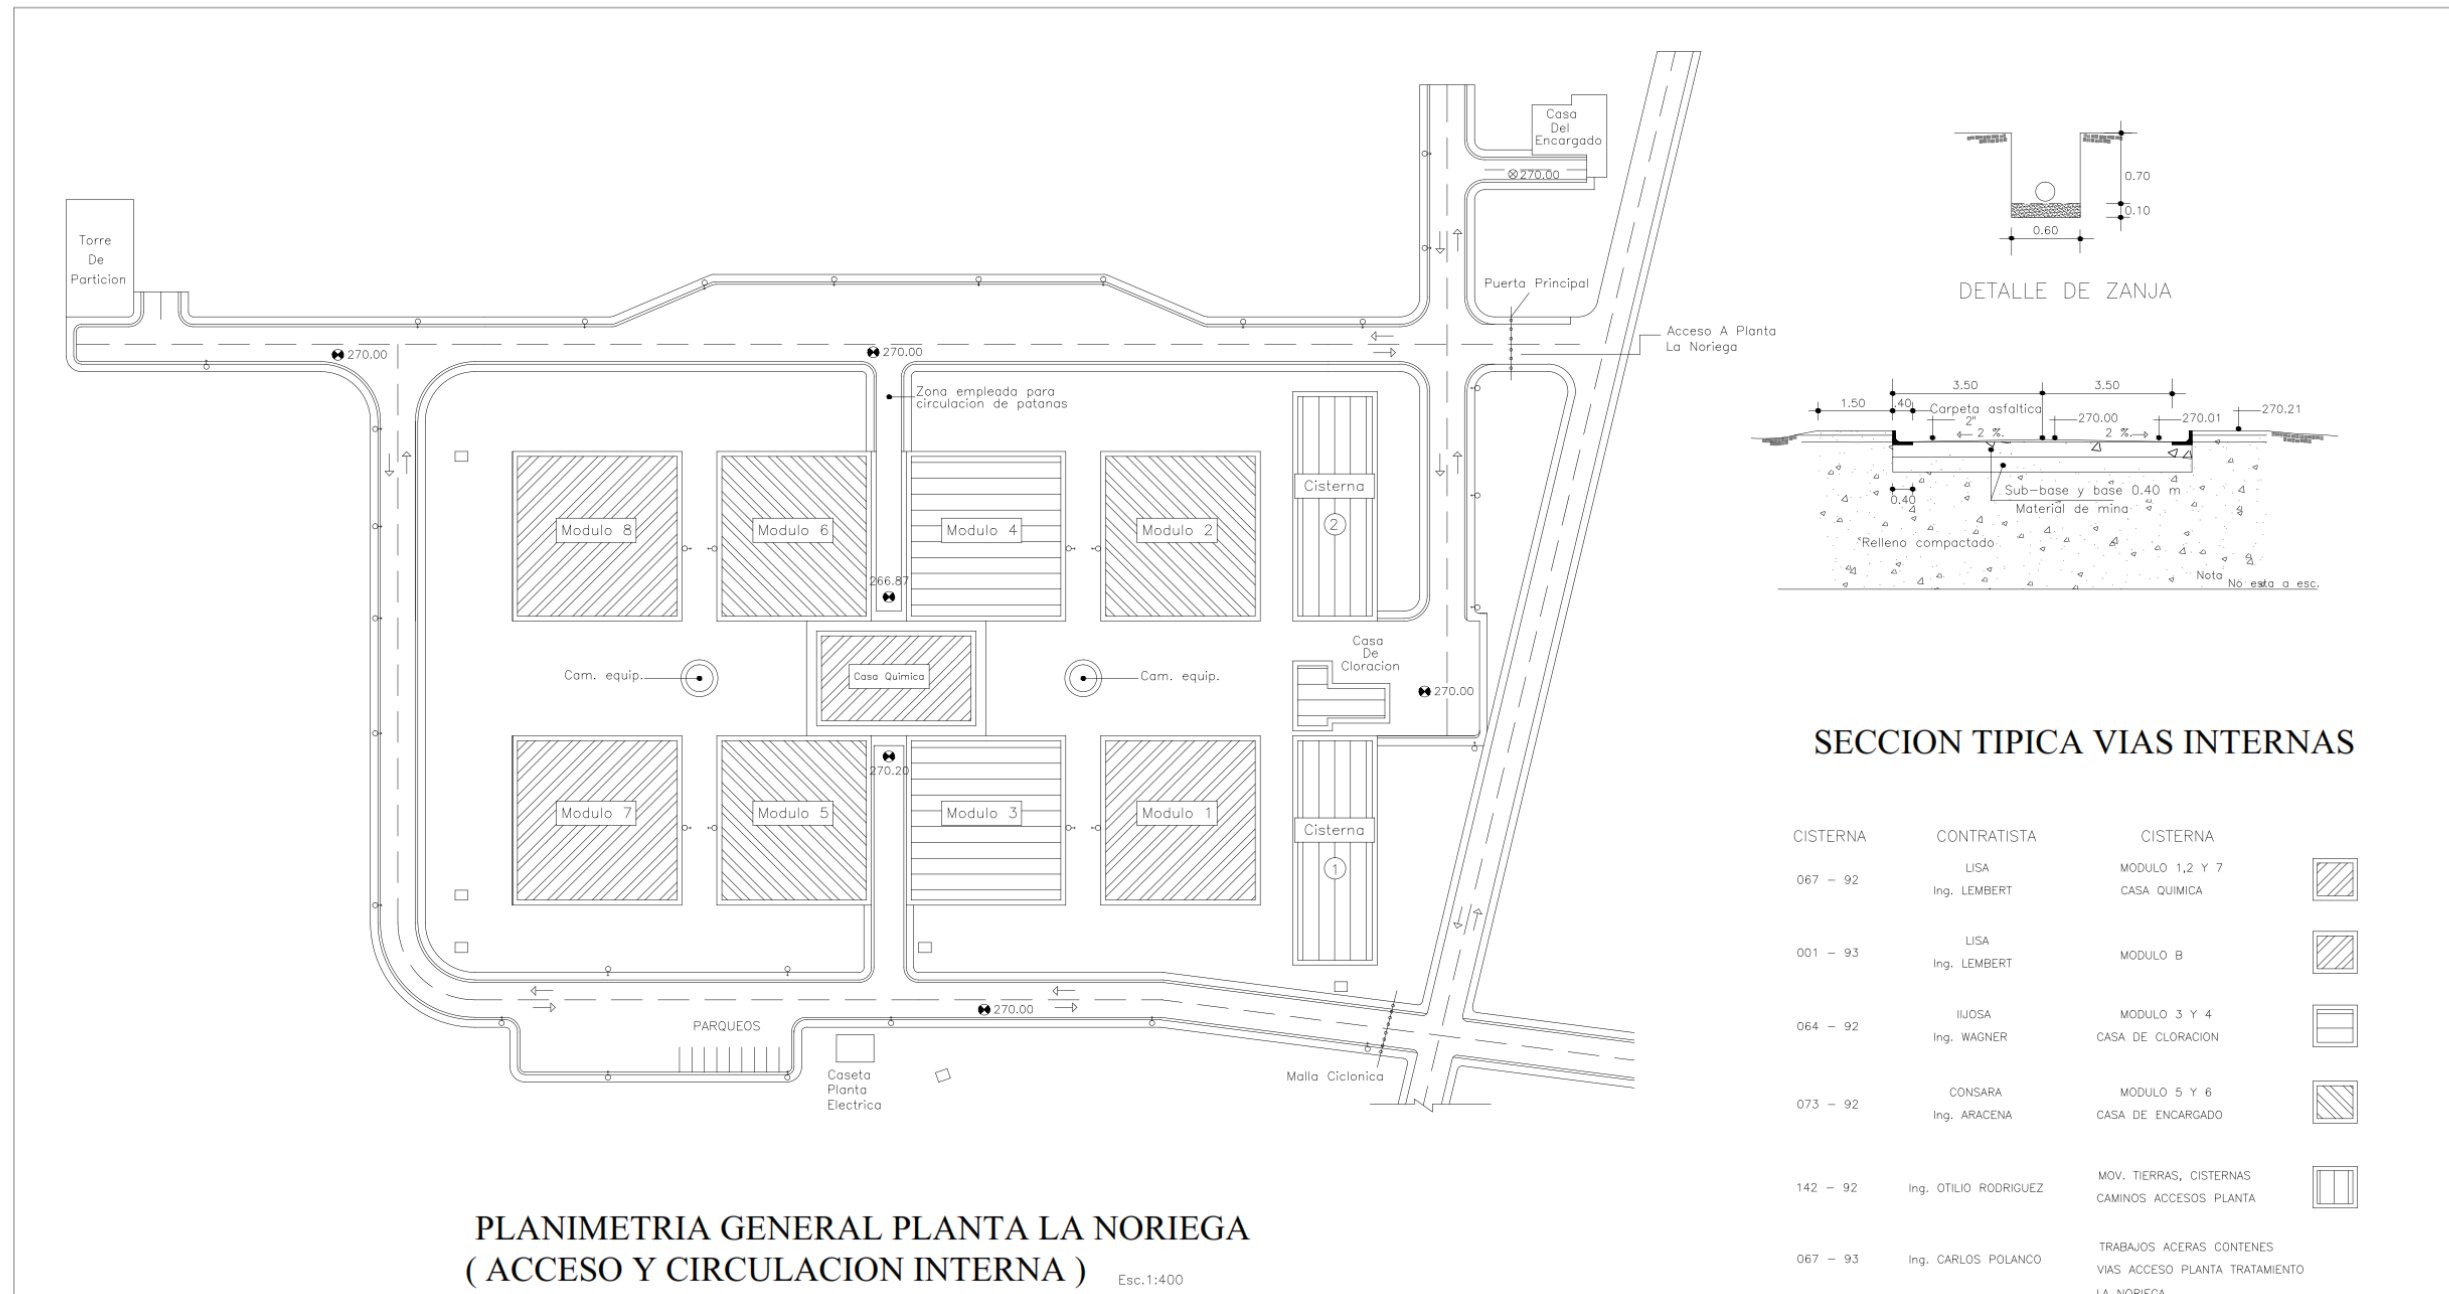 Torre
De
Particion
270.00
270.00
Zona empleada para
circulacion de patanas
Casa
Del
Encargado
270.00
Puerta Principal
Acceso A Planta
La Noriega
Modulo 8
Modulo 6
Modulo 4
Modulo 2
Cisterna
2
266.87
Cam. equip.
Casa Quimica
Cam. equip.
Casa
De
Cloracion
270.00
270.20
Modulo 7
Modulo 5
Modulo 3
Modulo 1
Cisterna
1
270.00
PARQUEOS
Caseta
Planta
Electrica
Malla Ciclonica
PLANIMETRIA GENERAL PLANTA LA NORIEGA
( ACCESO Y CIRCULACION INTERNA )
Esc.1:400
0.70
0.10
0.60
DETALLE DE ZANJA
3.50
3.50
1.50
.40
Carpeta asfaltica
2"
270.00
270.01
270.21
2 %.
2 %.
0.40
Sub-base y base 0.40 m
Material de mina
Relleno compactado
Nota
No esta a esc.
SECCION TIPICA VIAS INTERNAS
CISTERNA CONTRATISTA CISTERNA
067 - 92
LISA
Ing. LEMBERT
MODULO 1,2 Y 7
CASA QUIMICA
001 - 93
LISA
Ing. LEMBERT
MODULO B
064 - 92
IIJOSA
Ing. WAGNER
MODULO 3 Y 4
CASA DE CLORACION
073 - 92
CONSARA
Ing. ARACENA
MODULO 5 Y 6
CASA DE ENCARGADO
142 - 92
Ing. OTILIO RODRIGUEZ
MOV. TIERRAS, CISTERNAS
CAMINOS ACCESOS PLANTA
067 - 93
Ing. CARLOS POLANCO
TRABAJOS ACERAS CONTENES
VIAS ACCESO PLANTA TRATAMIENTO
LA NORIEGA